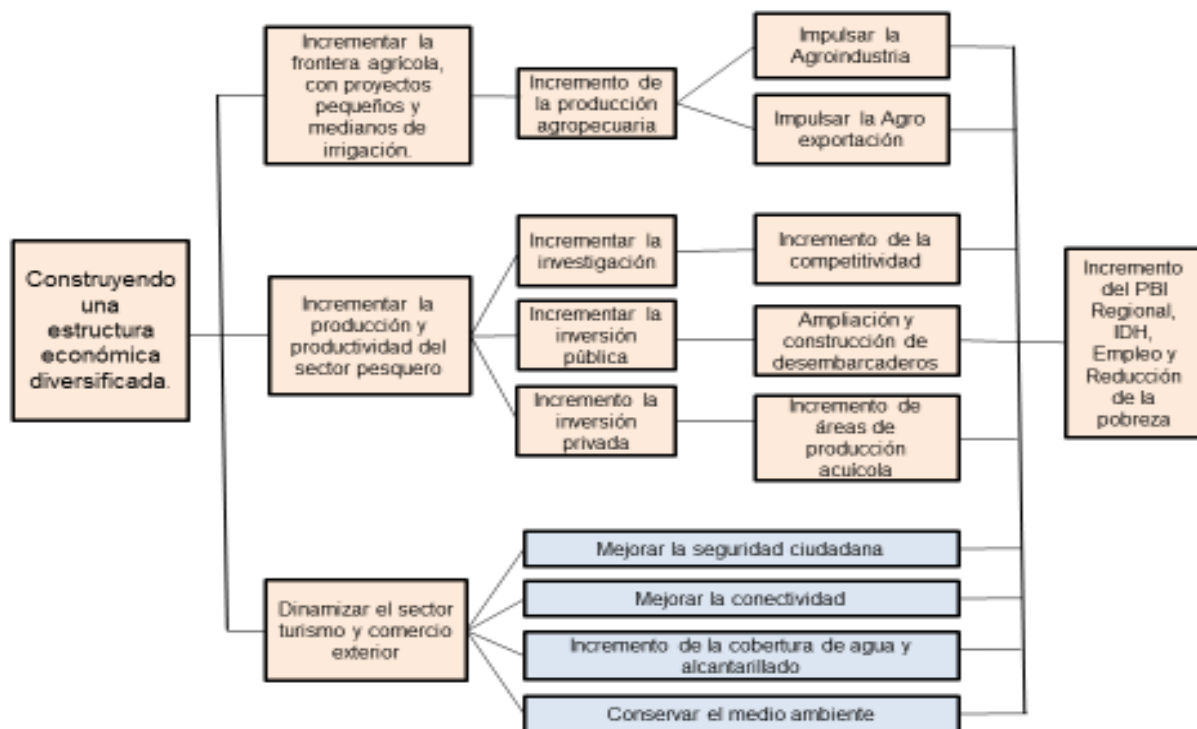 Construyendo
una
estructura
económica
diversificada.
Incrementar la
frontera agrícola,
con proyectos
pequeños y
medianos de
irrigación.
Incremento de
la producción
agropecuaria
Impulsar la
Agroindustria
Impulsar la Agro
exportación
Incrementar la
producción y
productividad del
sector pesquero
Incrementar la
investigación
Incremento de la
competitividad
Incrementar la
inversión
pública
Ampliación y
construcción de
desembarcaderos
Incremento la
inversión
privada
Incremento de
áreas de
producción
acuícola
Dinamizar el sector
turismo y comercio
exterior
Mejorar la seguridad ciudadana
Mejorar la conectividad
Incremento de la cobertura de agua y
alcantarillado
Conservar el medio ambiente
Incremento
del PBI
Regional,
IDH,
Empleo y
Reducción
de la
pobreza